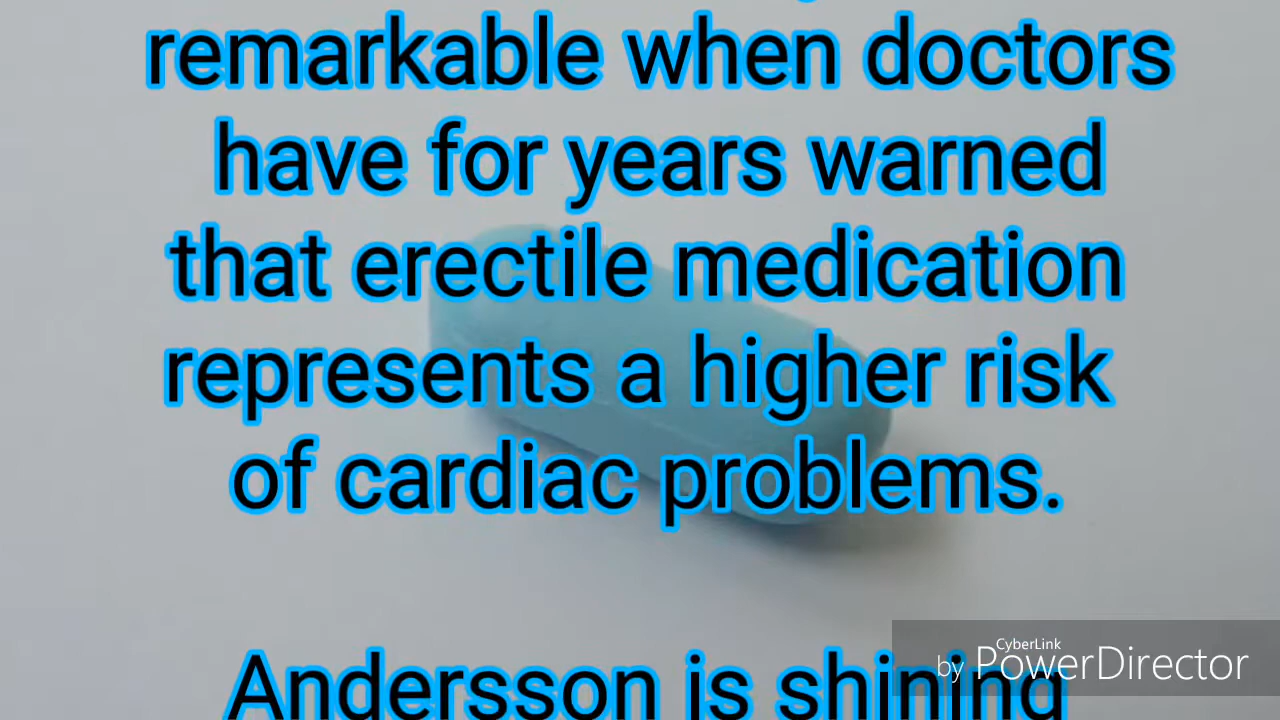 remarkable when doctors
have for years warned
that erectile medication
represents a higher risk
of cardiac problems.
Andersson is shining
CyberLink
by PowerDirector